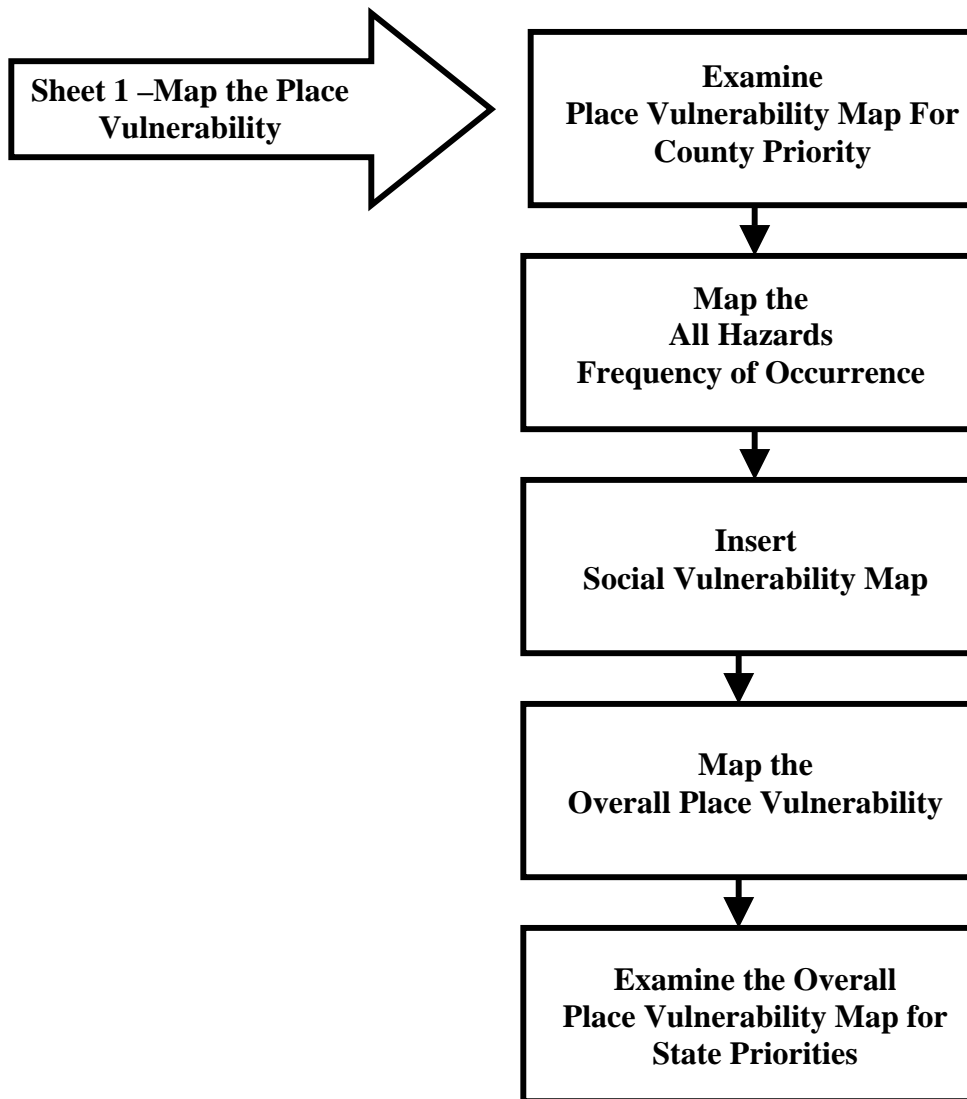 Sheet 1 –Map the Place
Vulnerability
Examine
Place Vulnerability Map For
County Priority
Map the
All Hazards
Frequency of Occurrence
Insert
Social Vulnerability Map
Map the
Overall Place Vulnerability
Examine the Overall
Place Vulnerability Map for
State Priorities